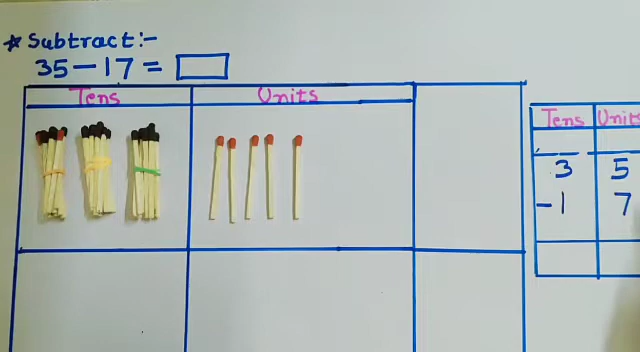 * Subtract:-
35-17=
Tens Units
Tens Units
3 5
-1 7